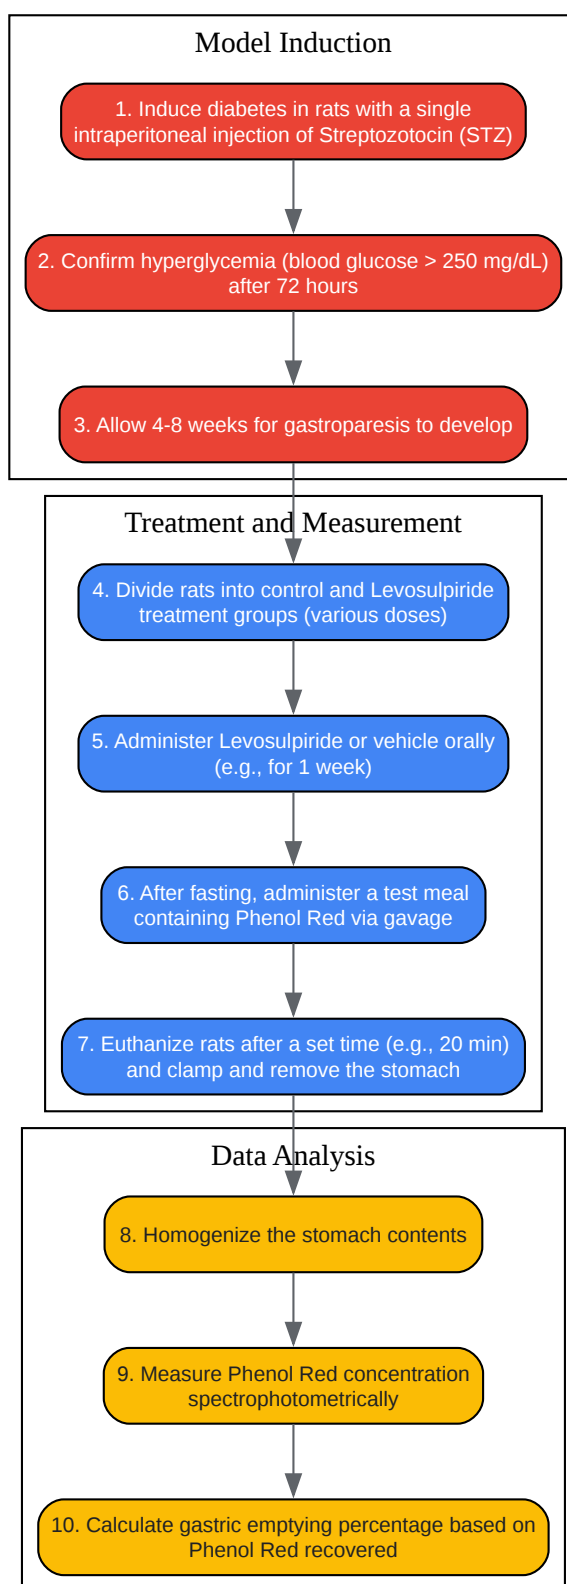 Model Induction
1. Induce diabetes in rats with a single
intraperitoneal injection of Streptozotocin (STZ)
2. Confirm hyperglycemia (blood glucose > 250 mg/dL)
after 72 hours
3. Allow 4-8 weeks for gastroparesis to develop
Treatment and Measurement
4. Divide rats into control and Levosulpiride
treatment groups (various doses)
5. Administer Levosulpiride or vehicle orally
(e.g., for 1 week)
6. After fasting, administer a test meal
containing Phenol Red via gavage
7. Euthanize rats after a set time (e.g., 20 min)
and clamp and remove the stomach
Data Analysis
8. Homogenize the stomach contents
9. Measure Phenol Red concentration
spectrophotometrically
10. Calculate gastric emptying percentage based on
Phenol Red recovered